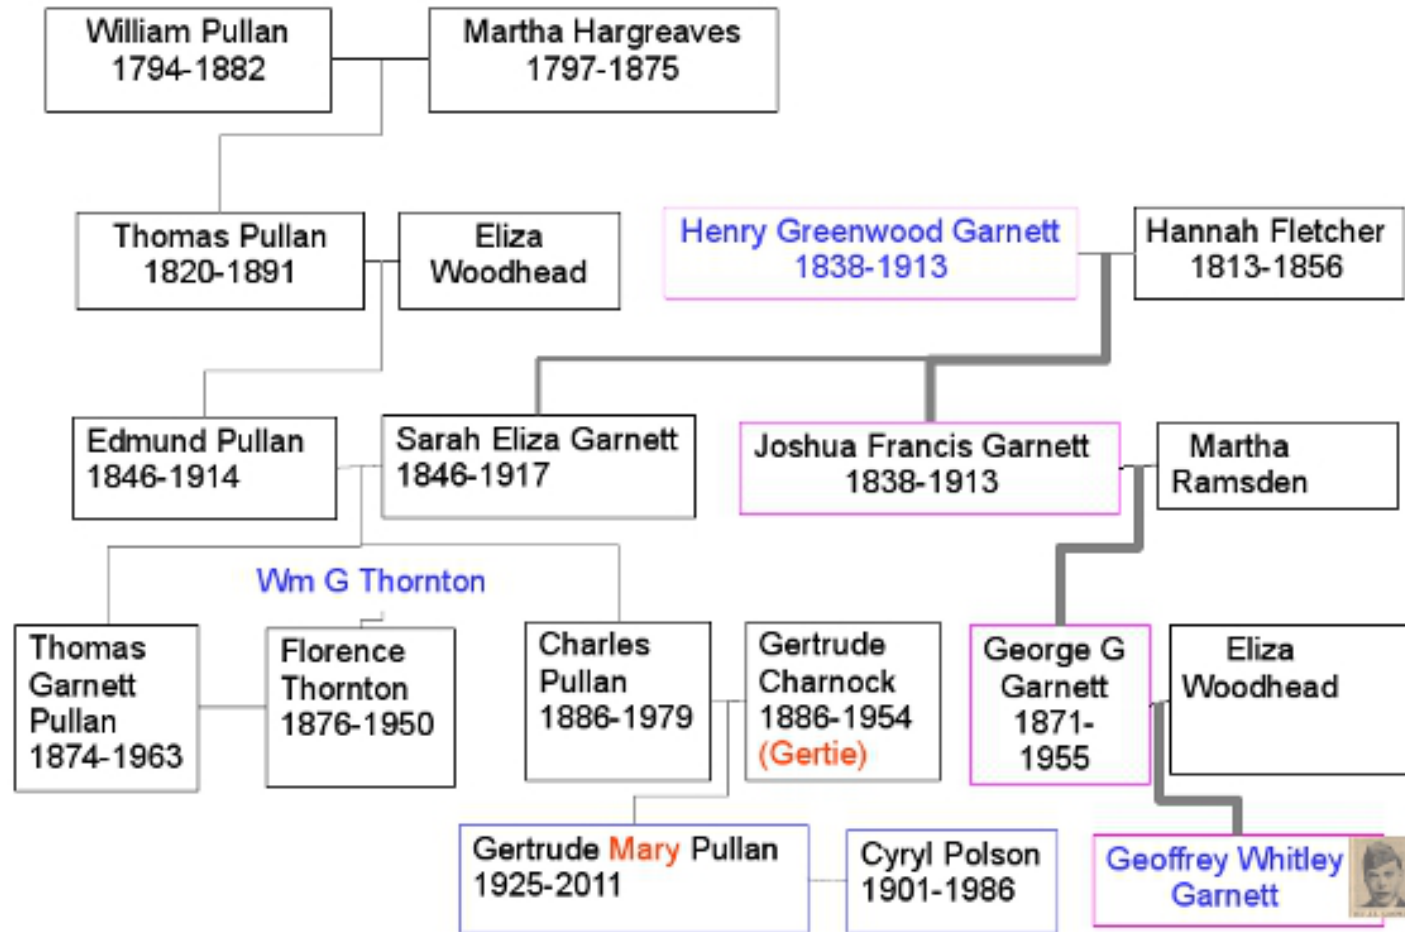 William Pullan
1794-1882
Martha Hargreaves
1797-1875
Thomas Pullan
1820-1891
Eliza
Woodhead
Henry Greenwood Garnett
1838-1913
Hannah Fletcher
1813-1856
Edmund Pullan
1846-1914
Sarah Eliza Garnett
1846-1917
Joshua Francis Garnett
1838-1913
Martha
Ramsden
Wm G Thornton
Thomas
Garnett
Pullan
1874-1963
Florence
Thornton
1876-1950
Charles
Pullan
1886-1979
Gertrude
Charnock
1886-1954
(Gertie)
George G
Garnett
1871-
1955
Eliza
Woodhead
Gertrude Mary Pullan
1925-2011
Cyryl Polson
1901-1986
Geoffrey Whitley
Garnett